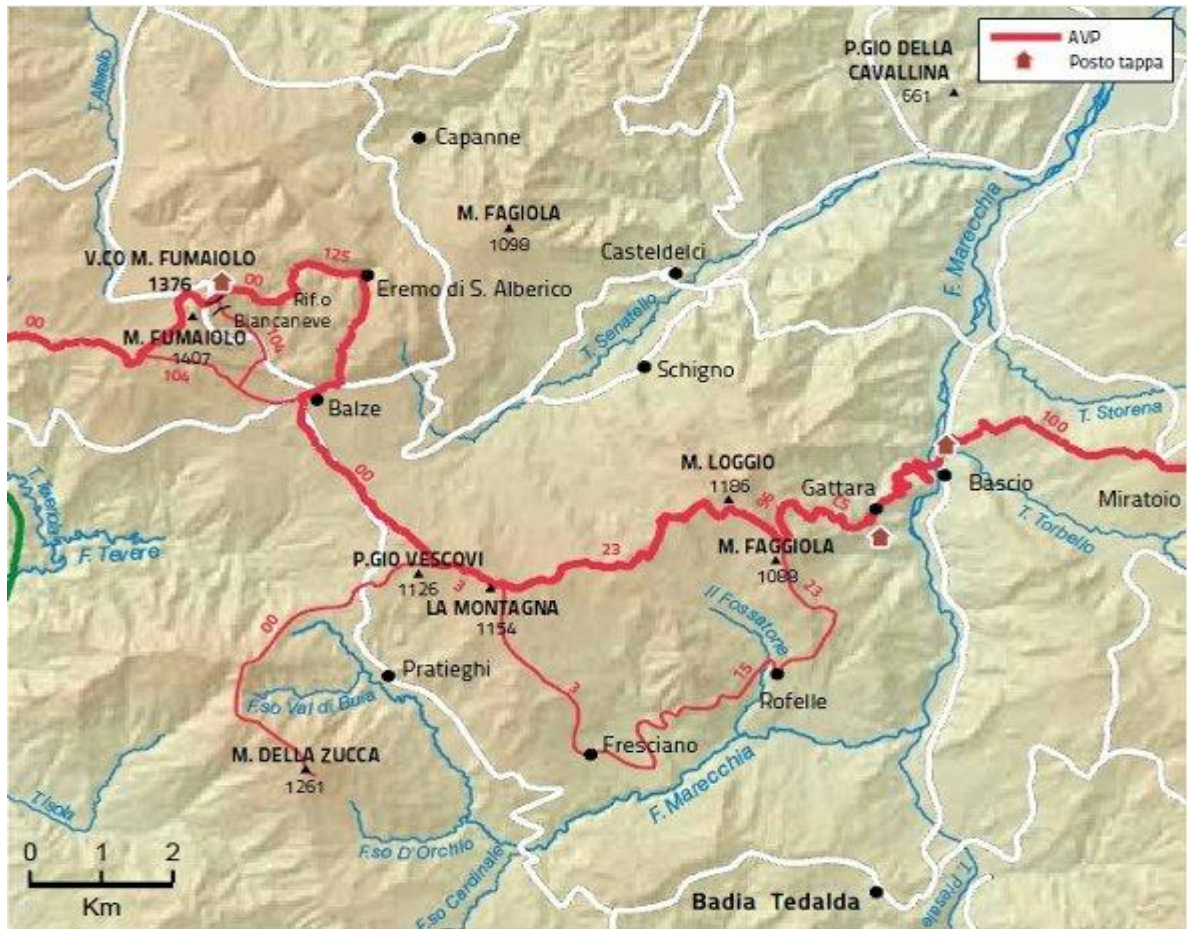 AVP
Posto tappa
P.GIO DELLA
CAVALLINA
661
T. Alferello
Capanne
M. FAGIOLA
1098
F. Marecchia
V.CO M. FUMAIOLO
1376
00
125
Casteldelci
Eremo di S. Alberico
Rif.o
Biancaneve
T. Senatello
00
M. FUMAIOLO
1407
104
104
Schigno
Balze
T. Storena
100
00
M. LOGGIO
1186
Gattara
Bascio
Miratoio
T. Torbello
F. Tevere
23
M. FAGGIOLA
1088
P.GIO VESCOVI
1126
3
LA MONTAGNA
1154
23
Il Fossatone
00
Pratieghi
F.so Val di Buia
3
15
Rofelle
Fresciano
M. DELLA ZUCCA
1261
F. Marecchia
T.Isola
F.so D'Orchio
F.so Cardinale
0 1 2
Km
Badia Tedalda
T. Presale